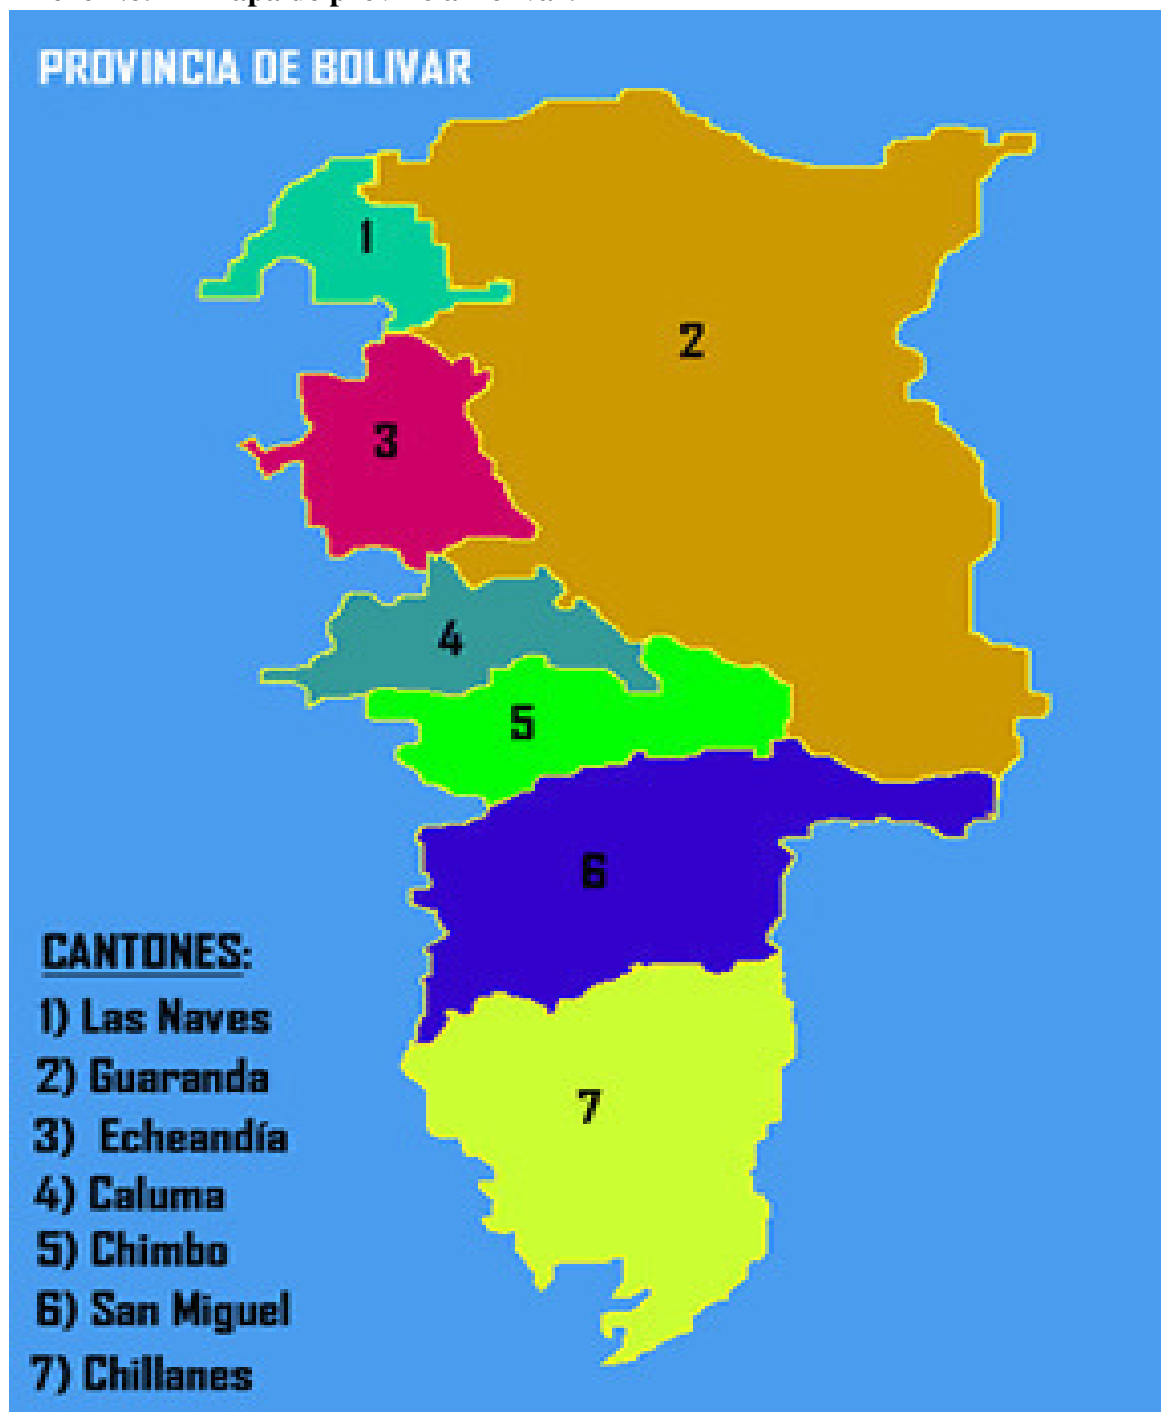 PROVINCIA DE BOLIVAR
1
2
3
4
5
6
7
CANTONES:
1) Las Naves
2) Guaranda
3) Echeandía
4) Caluma
5) Chimbo
6) San Miguel
7) Chillanes